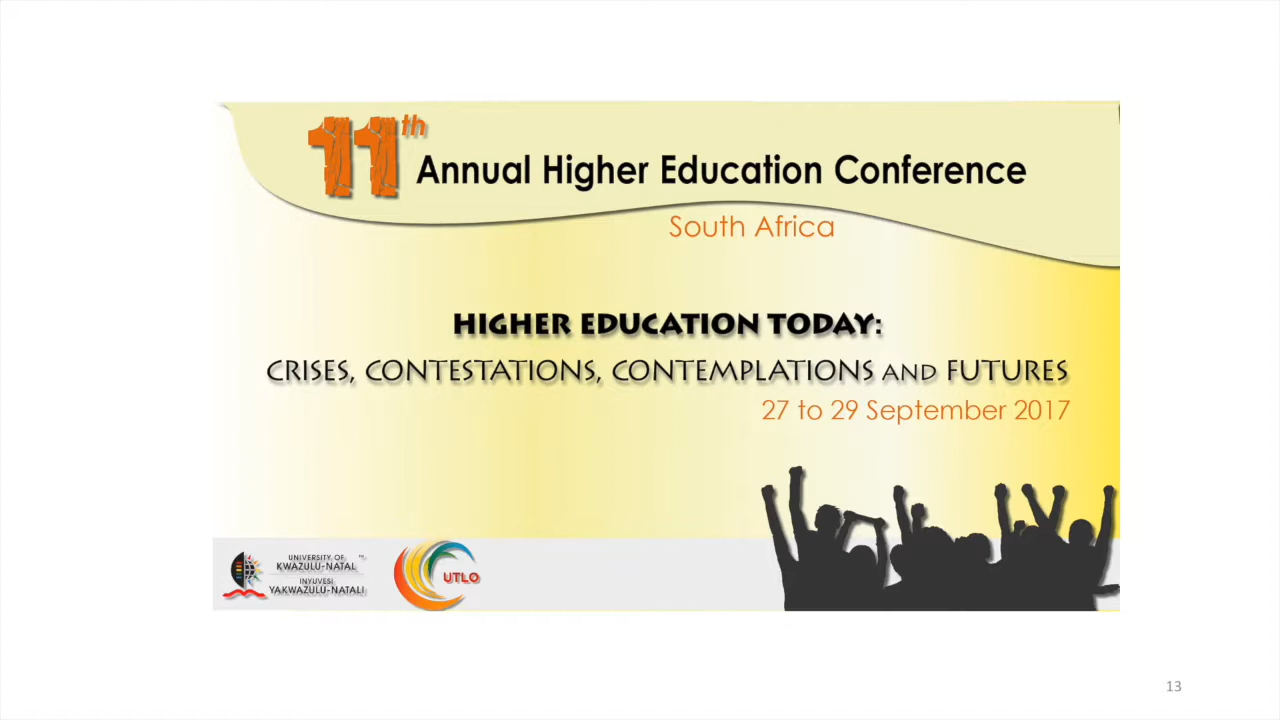 11th
Annual Higher Education Conference
South Africa
HIGHER EDUCATION TODAY:
CRISES, CONTESTATIONS, CONTEMPLATIONS AND FUTURES
27 to 29 September 2017
UNIVERSITY OF ™
KWAZULU-NATAL
INYUVESI
YAKWAZULU-NATALI
UTLO
13